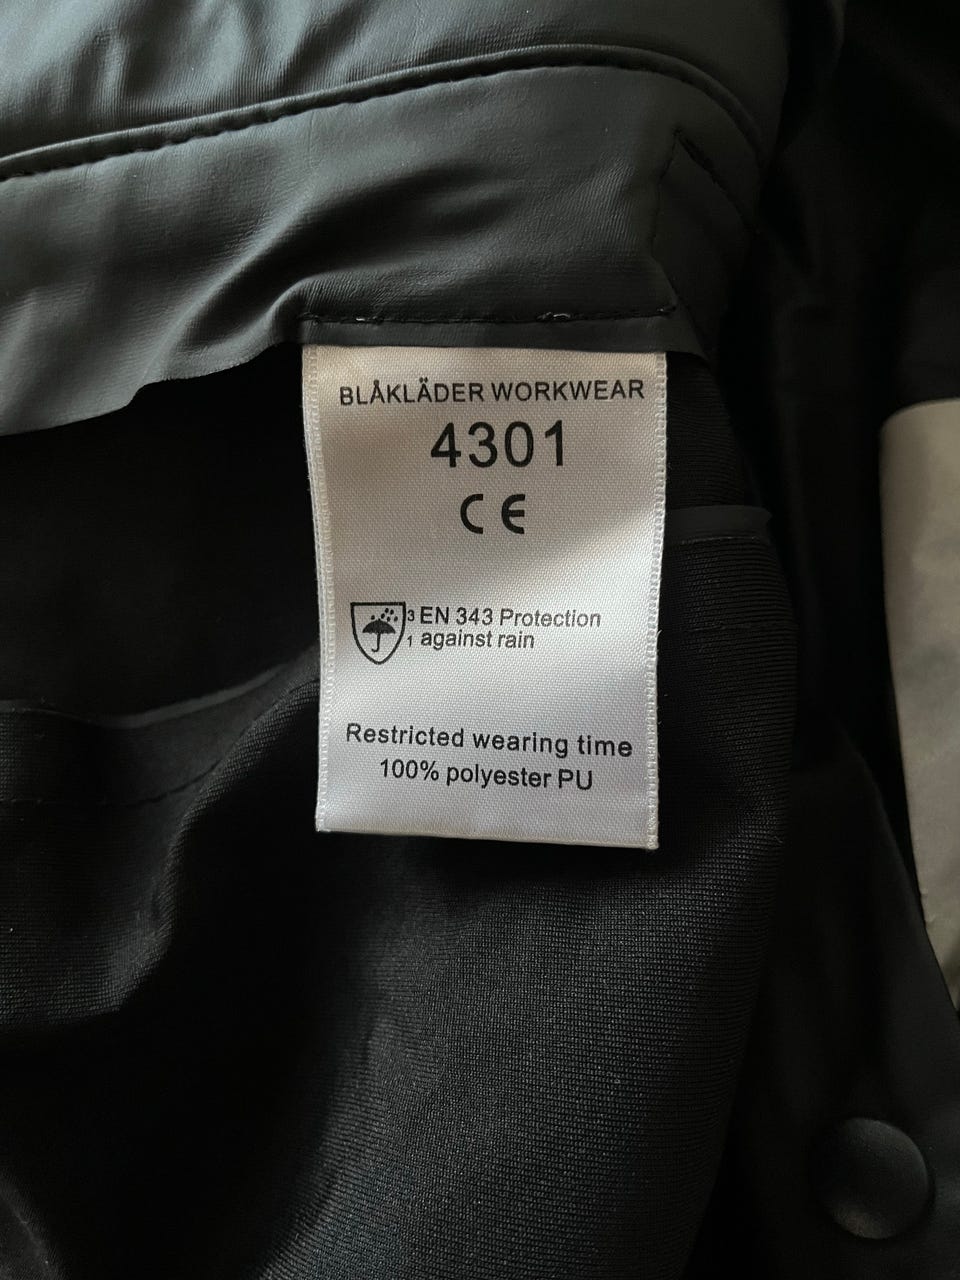 BLÅKLÄDER WORKWEAR
4301
CE
3 EN 343 Protection
1 against rain
Restricted wearing time
100% polyester PU